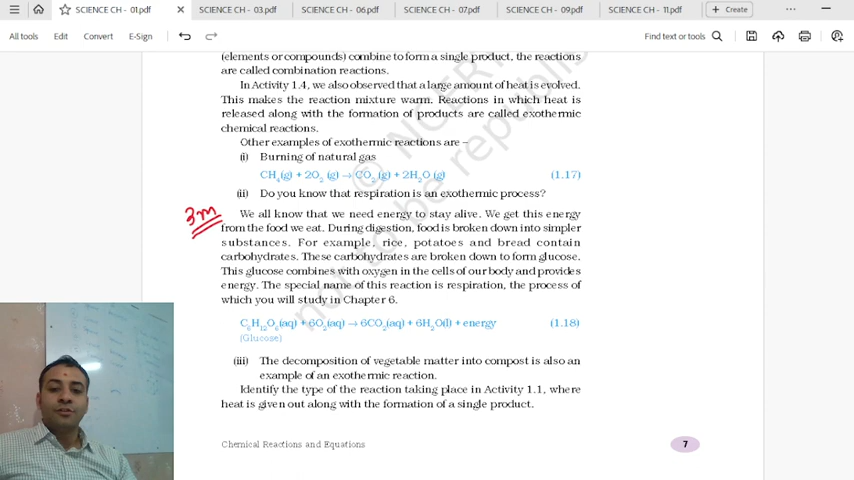 SCIENCE CH - 01.pdf
SCIENCE CH - 03.pdf
SCIENCE CH - 06.pdf
SCIENCE CH - 07.pdf
SCIENCE CH - 09.pdf
SCIENCE CH - 11.pdf
+ Create
All tools Edit Convert E-Sign
Find text or tools
(elements or compounds) combine to form a single product, the reactions
are called combination reactions.
In Activity 1.4, we also observed that a large amount of heat is evolved.
This makes the reaction mixture warm. Reactions in which heat is
released along with the formation of products are called exothermic
chemical reactions.
Other examples of exothermic reactions are –
(i) Burning of natural gas
CH₄(g) + 2O₂ (g) → CO₂ (g) + 2H₂O (g) (1.17)
(ii) Do you know that respiration is an exothermic process?
3m
We all know that we need energy to stay alive. We get this energy
from the food we eat. During digestion, food is broken down into simpler
substances. For example, rice, potatoes and bread contain
carbohydrates. These carbohydrates are broken down to form glucose.
This glucose combines with oxygen in the cells of our body and provides
energy. The special name of this reaction is respiration, the process of
which you will study in Chapter 6.
C₆H₁₂O₆(aq) + 6O₂(aq) → 6CO₂(aq) + 6H₂O(l) + energy (1.18)
(Glucose)
(iii) The decomposition of vegetable matter into compost is also an
example of an exothermic reaction.
Identify the type of the reaction taking place in Activity 1.1, where
heat is given out along with the formation of a single product.
Chemical Reactions and Equations
7
© NCERT
not to be republis